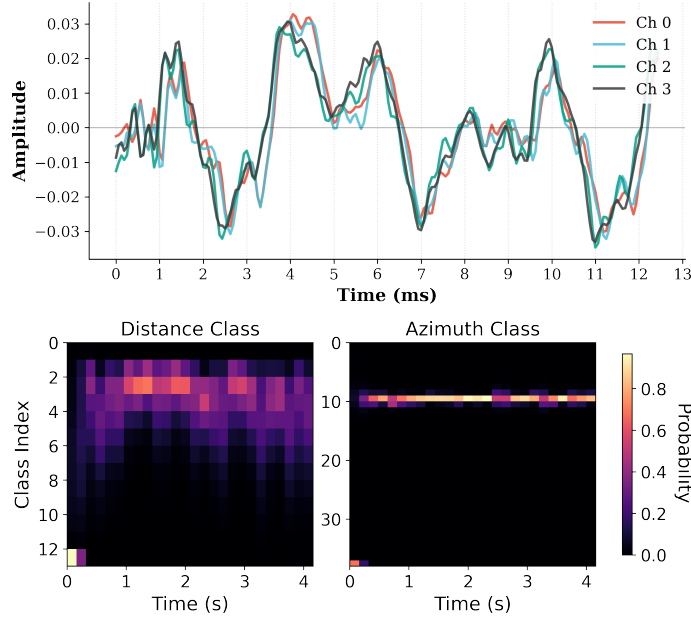 0.03
0.02
0.01
0.00
−0.01
−0.02
−0.03
Amplitude
Ch 0
Ch 1
Ch 2
Ch 3
0 1 2 3 4 5 6 7 8 9 10 11 12 13
Time (ms)
Distance Class
Azimuth Class
0
2
4
6
8
10
12
Class Index
0 1 2 3 4
Time (s)
0
10
20
30
0 1 2 3 4
Time (s)
0.8
0.6
0.4
0.2
0.0
Probability